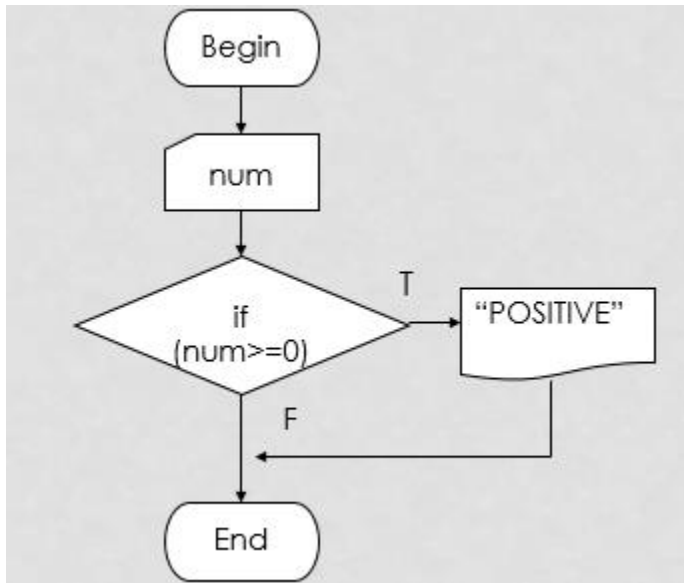 Begin
num
if
(num>=0)
T
“POSITIVE”
F
End